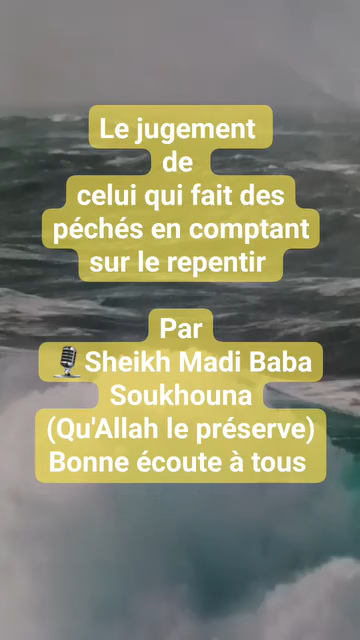 Le jugement
de
celui qui fait des
péchés en comptant
sur le repentir
Par
🎙️Sheikh Madi Baba
Soukhouna
(Qu'Allah le préserve)
Bonne écoute à tous